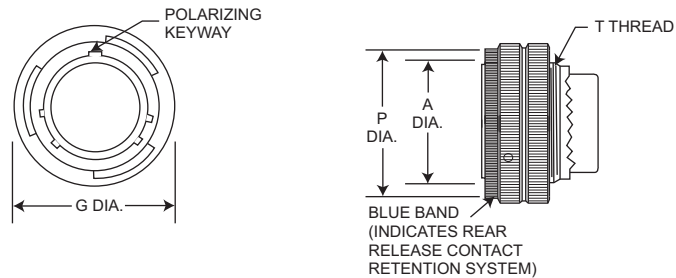 POLARIZING
KEYWAY
G DIA.
T THREAD
P
DIA.
A
DIA.
BLUE BAND
(INDICATES REAR
RELEASE CONTACT
RETENTION SYSTEM)